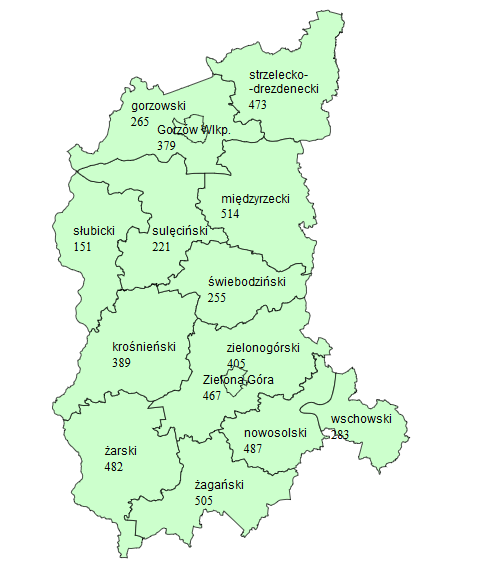 strzelecko-
-drezdenecki
473
gorzowski
265
Gorzów Wlkp.
379
międzyrzecki
514
słubicki
151
sulęciński
221
świebodziński
255
krośnieński
389
zielonogórski
405
Zielona Góra
467
wschowski
283
nowosolski
487
żarski
482
żagański
505